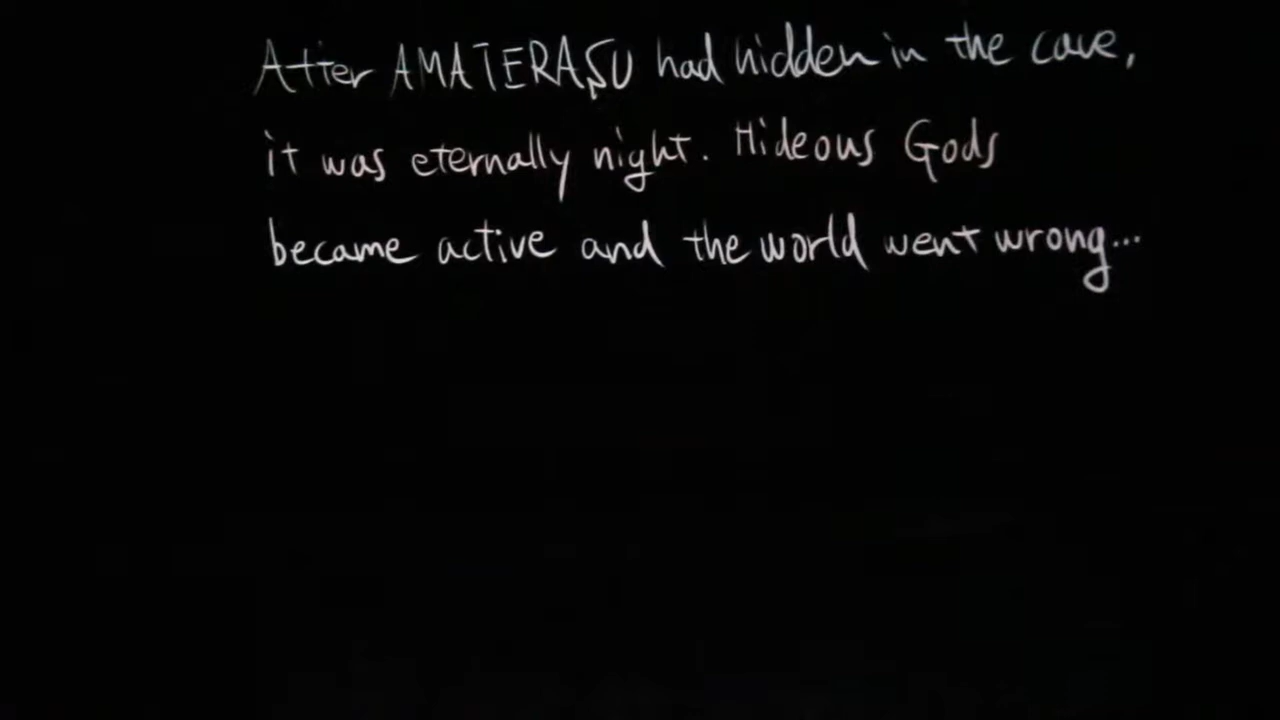 After AMATERASU had hidden in the cave,
it was eternally night. Hideous Gods
became active and the world went wrong...